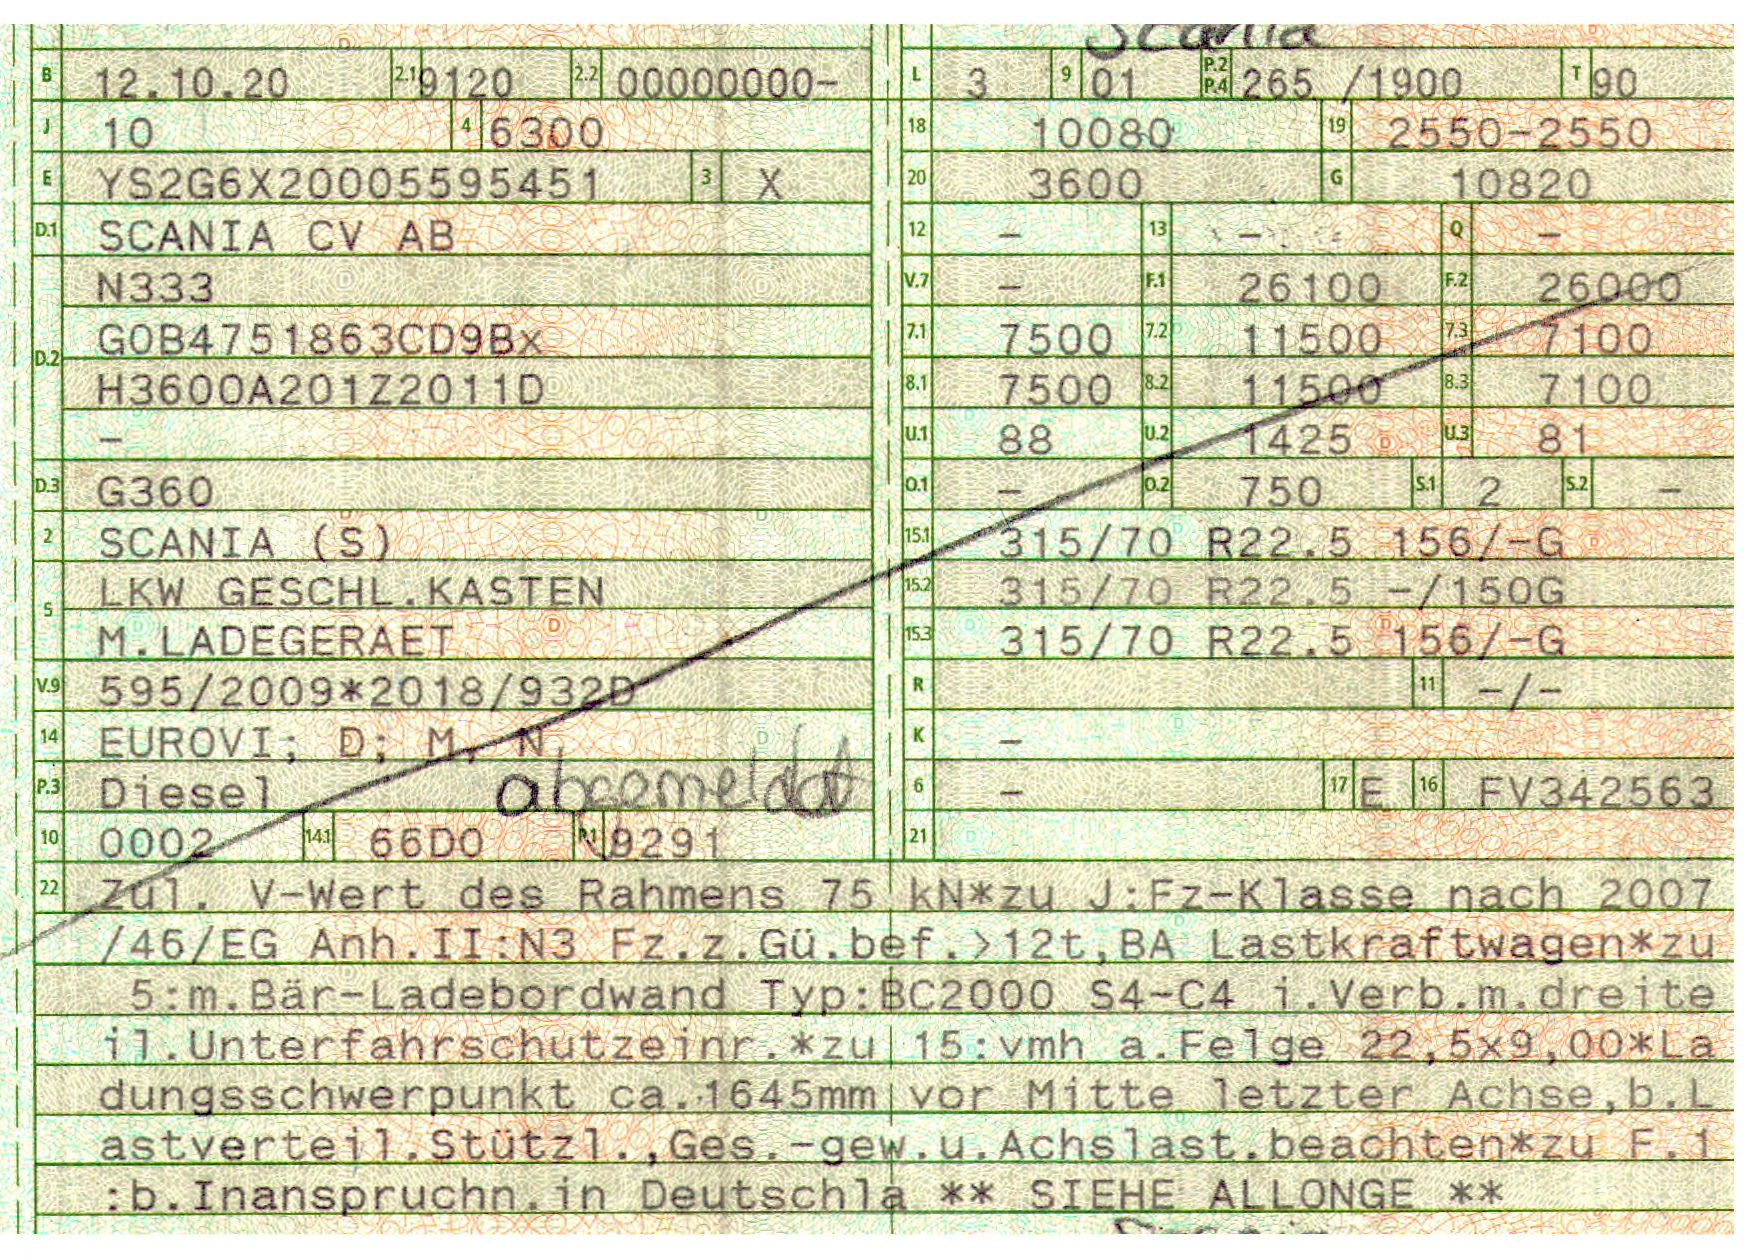 Scania
B 12.10.20 2.1 9120 2.2 00000000- L 3 9 01 P.2 P.4 265 /1900 T 90
J 10 4 6300 18 10080 19 2550-2550
E YS2G6X20005595451 3 X 20 3600 G 10820
D.1 SCANIA CV AB 12 - 13 - Q -
N333 V.7 - F.1 26100 F.2 26000
D.2 G0B4751863CD9Bx 7.1 7500 7.2 11500 7.3 7100
H3600A201Z2011D 8.1 7500 8.2 11500 8.3 7100
- U.1 88 U.2 1425 U.3 81
D.3 G360 O.1 - O.2 750 S.1 2 S.2 -
2 SCANIA (S) 15.1 315/70 R22.5 156/-G
5 LKW GESCHL.KASTEN 15.2 315/70 R22.5 -/150G
M.LADEGERAET 15.3 315/70 R22.5 156/-G
V.9 595/2009*2018/932D R 11 -/-
14 EUROVI; D; M, N K -
P.3 Diesel abgemeldet 6 - 17 E 16 FV342563
10 0002 14.1 66D0 P.1 9291 21
22 Zul. V-Wert des Rahmens 75 kN*zu J:Fz-Klasse nach 2007
/46/EG Anh.II:N3 Fz.z.Gü.bef.>12t,BA Lastkraftwagen*zu
5:m.Bär-Ladebordwand Typ:BC2000 S4-C4 i.Verb.m.dreite
il.Unterfahrschutzeinr.*zu 15:vmh a.Felge 22,5x9,00*La
dungsschwerpunkt ca.1645mm vor Mitte letzter Achse,b.L
astverteil.Stützl.,Ges.-gew.u.Achslast.beachten*zu F.1
:b.Inanspruchn.in Deutschla ** SIEHE ALLONGE **